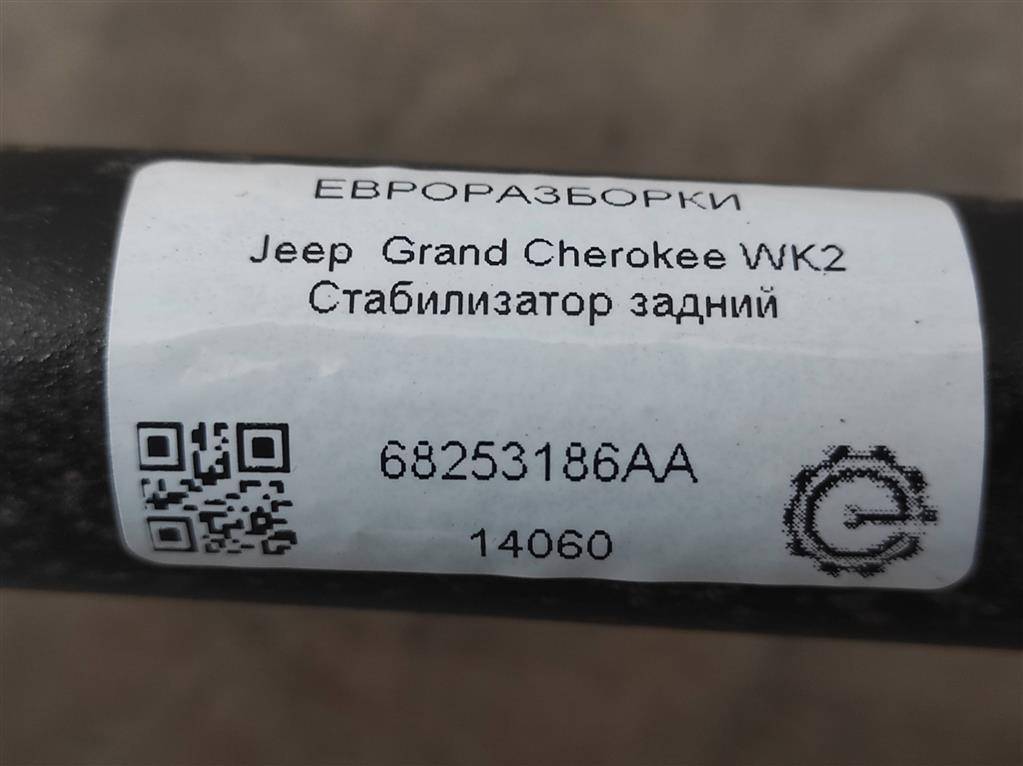 ЕВРОРАЗБОРКИ
Jeep Grand Cherokee WK2
Стабилизатор задний
68253186AA
14060